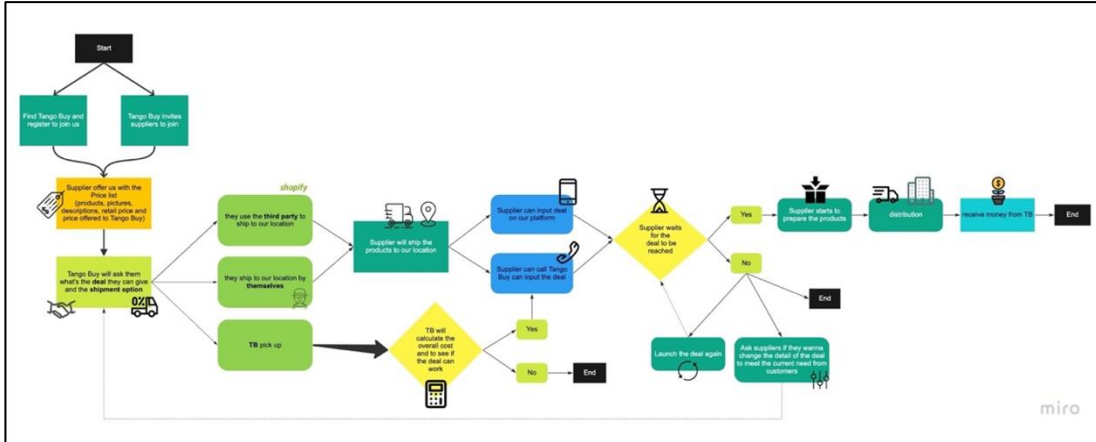 Start
Find Tango Buy and
register to join us
Tango Buy invites
suppliers to join
Supplier offer us with the
Price list
(products, pictures,
descriptions, retail price and
price offered to Tango Buy)
Tango Buy will ask them
what's the deal they can give
and the shipment option
0%
shopify
they use the third party to
ship to our location
they ship to our location by
themselves
TB pick up
Supplier will ship the
products to our location
TB will
calculate the
overall cost
and to see if
the deal can
work
Yes
No
End
Supplier can input deal
on our platform
Supplier can call Tango
Buy can input the deal
Supplier waits
for the
deal to be
reached
Yes
No
End
Launch the deal again
Ask suppliers if they wanna
change the detail of the deal
to meet the current need from
customers
Supplier starts to
prepare the products
distribution
receive money from TB
End
miro